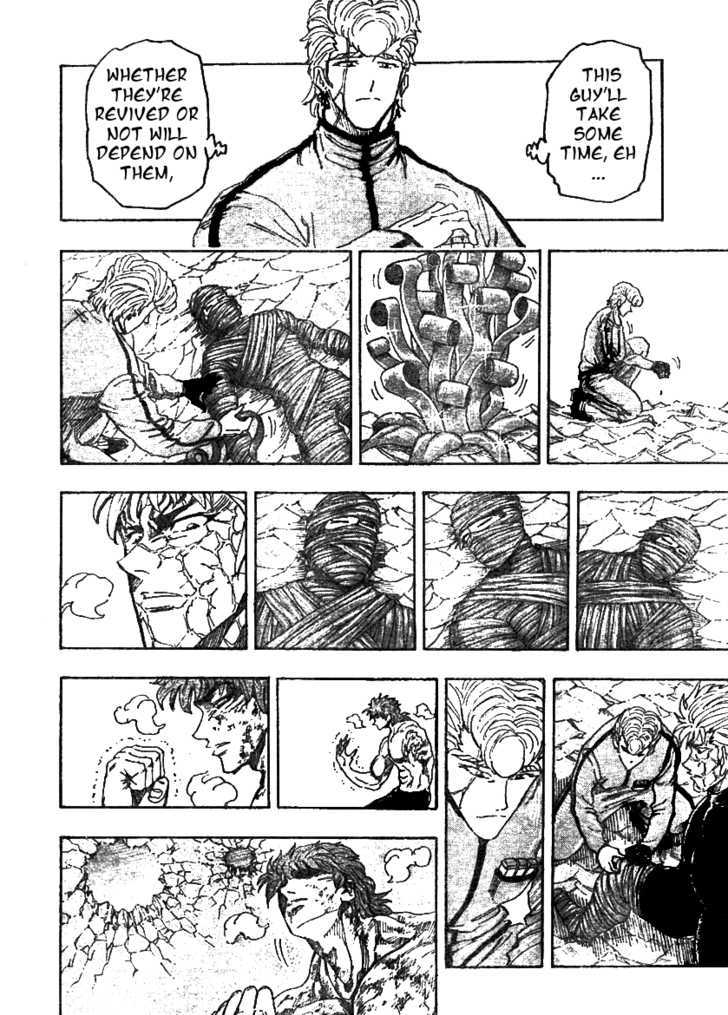 THIS
GUY'LL
TAKE
SOME
TIME, EH
...
WHETHER
THEY'RE
REVIVED OR
NOT WILL
DEPEND ON
THEM,